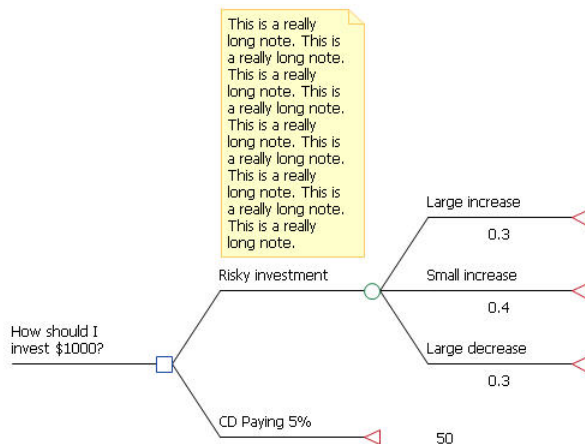 This is a really
long note. This is
a really long note.
This is a really
long note. This is
a really long note.
This is a really
long note. This is
a really long note.
This is a really
long note. This is
a really long note.
This is a really
long note.
Large increase
0.3
Risky investment
Small increase
0.4
How should I
invest $1000?
Large decrease
0.3
CD Paying 5%
50